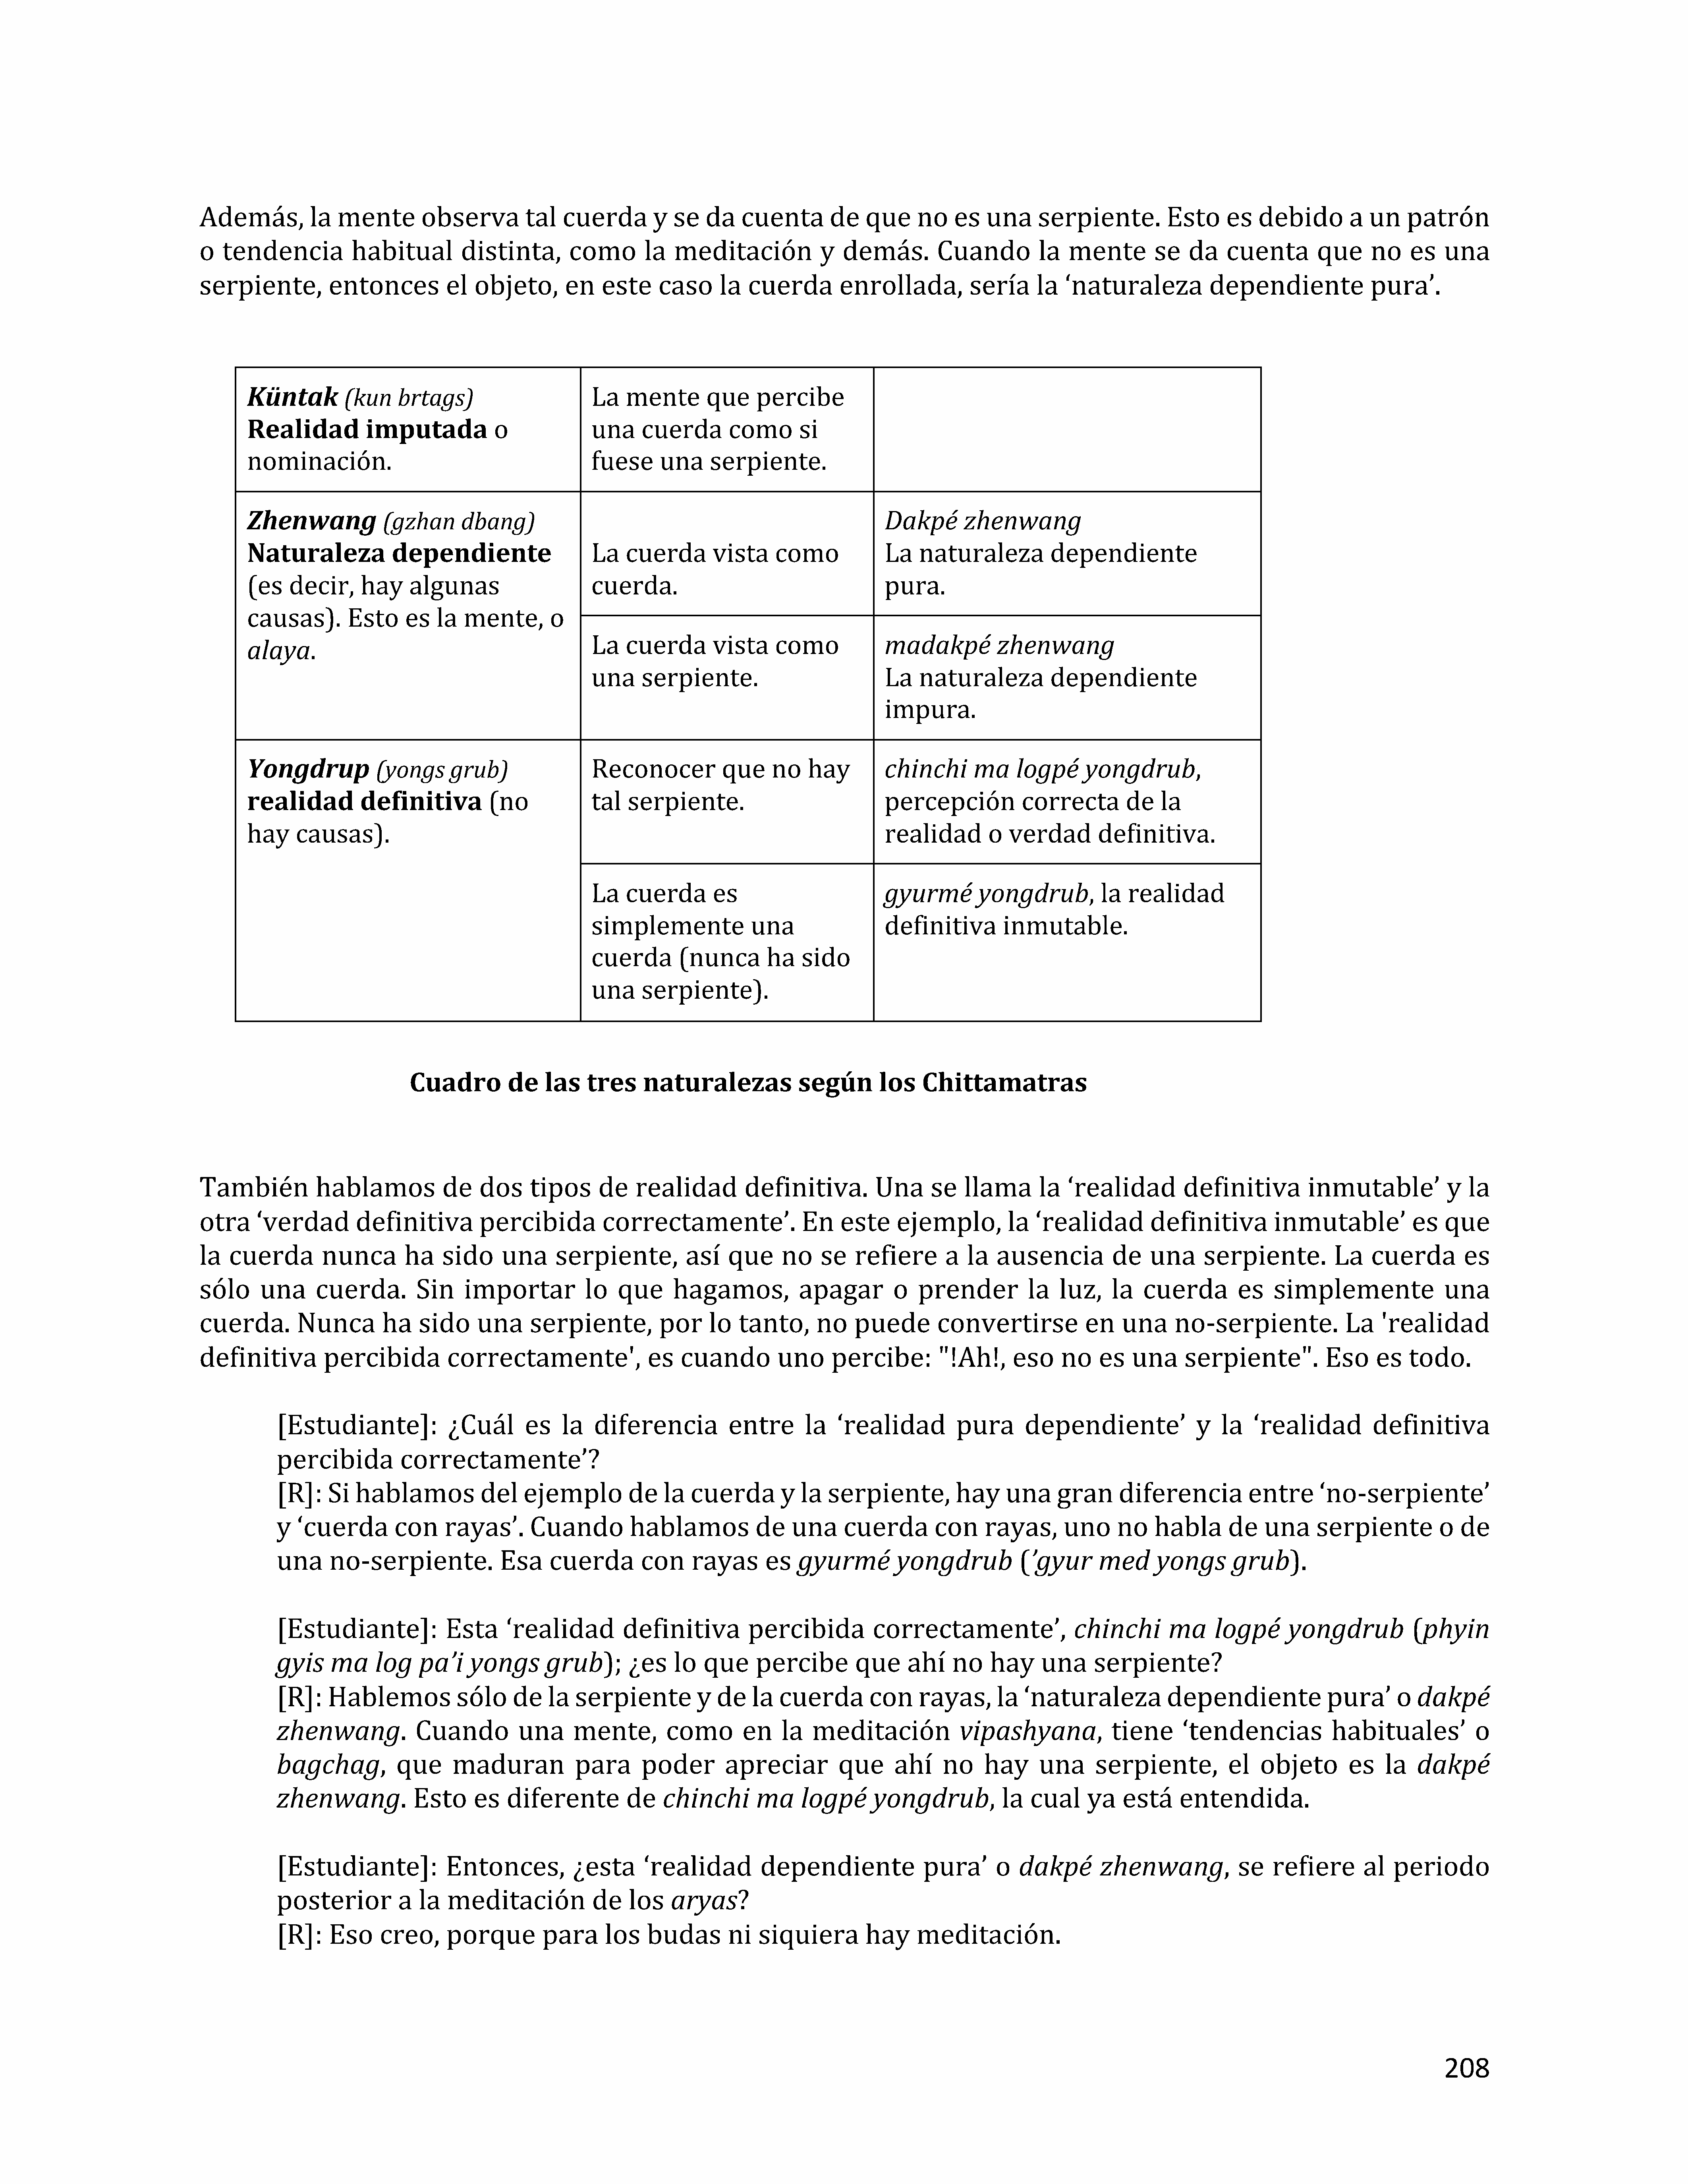 Además, la mente observa tal cuerda y se da cuenta de que no es una serpiente. Esto es debido a un patrón
o tendencia habitual distinta, como la meditación y demás. Cuando la mente se da cuenta que no es una
serpiente, entonces el objeto, en este caso la cuerda enrollada, sería la ‘naturaleza dependiente pura’.
Küntak (kun brtags)
Realidad imputada o
nominación.
La mente que percibe
una cuerda como si
fuese una serpiente.
Zhenwang (gzhan dbang)
Naturaleza dependiente
(es decir, hay algunas
causas). Esto es la mente, o
alaya.
La cuerda vista como
cuerda.
Dakpé zhenwang
La naturaleza dependiente
pura.
La cuerda vista como
una serpiente.
madakpé zhenwang
La naturaleza dependiente
impura.
Yongdrup (yongs grub)
realidad definitiva (no
hay causas).
Reconocer que no hay
tal serpiente.
chinchi ma logpé yongdrub,
percepción correcta de la
realidad o verdad definitiva.
La cuerda es
simplemente una
cuerda (nunca ha sido
una serpiente).
gyurmé yongdrub, la realidad
definitiva inmutable.
Cuadro de las tres naturalezas según los Chittamatras
También hablamos de dos tipos de realidad definitiva. Una se llama la ‘realidad definitiva inmutable’ y la
otra ‘verdad definitiva percibida correctamente’. En este ejemplo, la ‘realidad definitiva inmutable’ es que
la cuerda nunca ha sido una serpiente, así que no se refiere a la ausencia de una serpiente. La cuerda es
sólo una cuerda. Sin importar lo que hagamos, apagar o prender la luz, la cuerda es simplemente una
cuerda. Nunca ha sido una serpiente, por lo tanto, no puede convertirse en una no-serpiente. La 'realidad
definitiva percibida correctamente', es cuando uno percibe: "!Ah!, eso no es una serpiente". Eso es todo.
[Estudiante]: ¿Cuál es la diferencia entre la ‘realidad pura dependiente’ y la ‘realidad definitiva
percibida correctamente’?
[R]: Si hablamos del ejemplo de la cuerda y la serpiente, hay una gran diferencia entre ‘no-serpiente’
y ‘cuerda con rayas’. Cuando hablamos de una cuerda con rayas, uno no habla de una serpiente o de
una no-serpiente. Esa cuerda con rayas es gyurmé yongdrub (’gyur med yongs grub).
[Estudiante]: Esta ‘realidad definitiva percibida correctamente’, chinchi ma logpé yongdrub (phyin
gyis ma log pa’i yongs grub); ¿es lo que percibe que ahí no hay una serpiente?
[R]: Hablemos sólo de la serpiente y de la cuerda con rayas, la ‘naturaleza dependiente pura’ o dakpé
zhenwang. Cuando una mente, como en la meditación vipashyana, tiene ‘tendencias habituales’ o
bagchag, que maduran para poder apreciar que ahí no hay una serpiente, el objeto es la dakpé
zhenwang. Esto es diferente de chinchi ma logpé yongdrub, la cual ya está entendida.
[Estudiante]: Entonces, ¿esta ‘realidad dependiente pura’ o dakpé zhenwang, se refiere al periodo
posterior a la meditación de los aryas?
[R]: Eso creo, porque para los budas ni siquiera hay meditación.
208